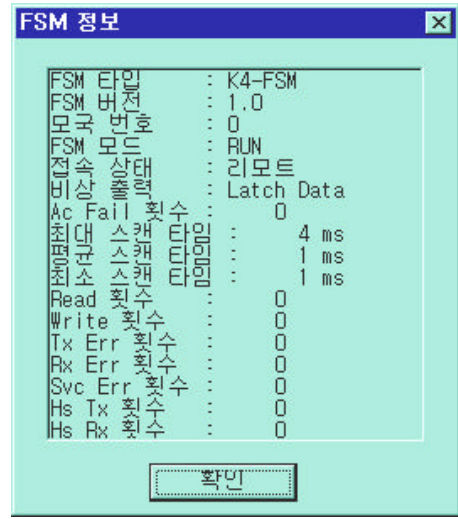 FSM 정보
FSM 타입 : K4-FSM
FSM 버전 : 1.0
모국 번호 : 0
FSM 모드 : RUN
접속 상태 : 리모트
비상 출력 : Latch Data
Ac Fail 횟수 : 0
최대 스캔 타임 : 4 ms
평균 스캔 타임 : 1 ms
최소 스캔 타임 : 1 ms
Read 횟수 : 0
Write 횟수 : 0
Tx Err 횟수 : 0
Rx Err 횟수 : 0
Svc Err 횟수 : 0
Hs Tx 횟수 : 0
Hs Rx 횟수 : 0
확인